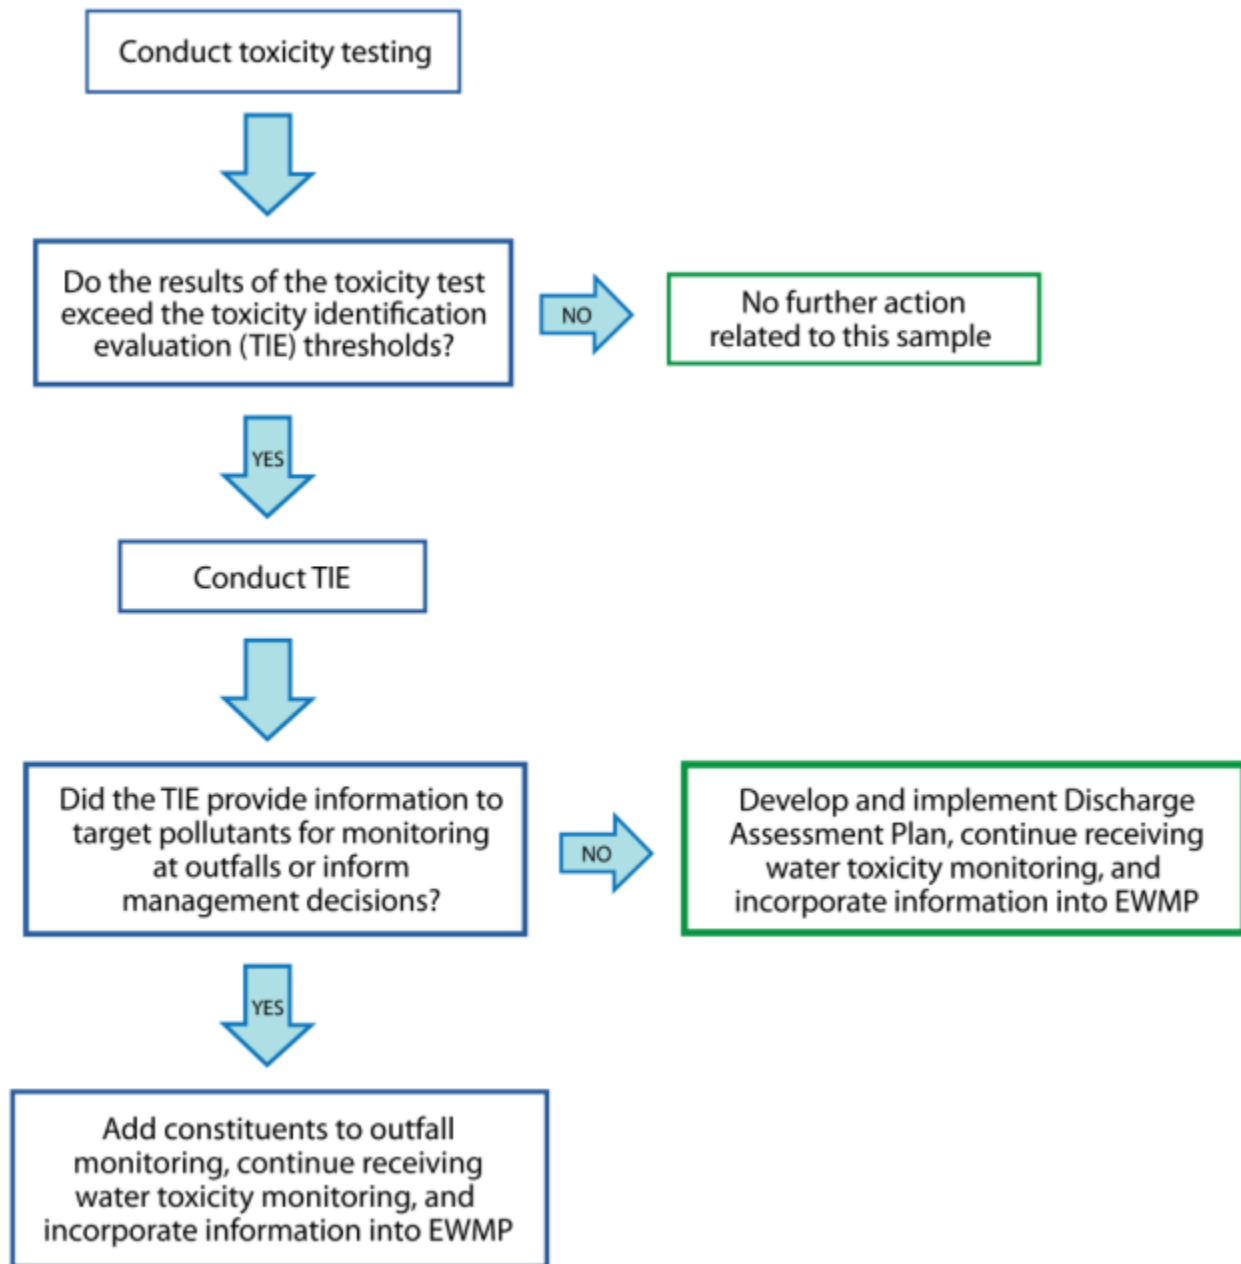 Conduct toxicity testing
Do the results of the toxicity test
exceed the toxicity identification
evaluation (TIE) thresholds?
NO
No further action
related to this sample
YES
Conduct TIE
Did the TIE provide information to
target pollutants for monitoring
at outfalls or inform
management decisions?
NO
Develop and implement Discharge
Assessment Plan, continue receiving
water toxicity monitoring, and
incorporate information into EWMP
YES
Add constituents to outfall
monitoring, continue receiving
water toxicity monitoring, and
incorporate information into EWMP